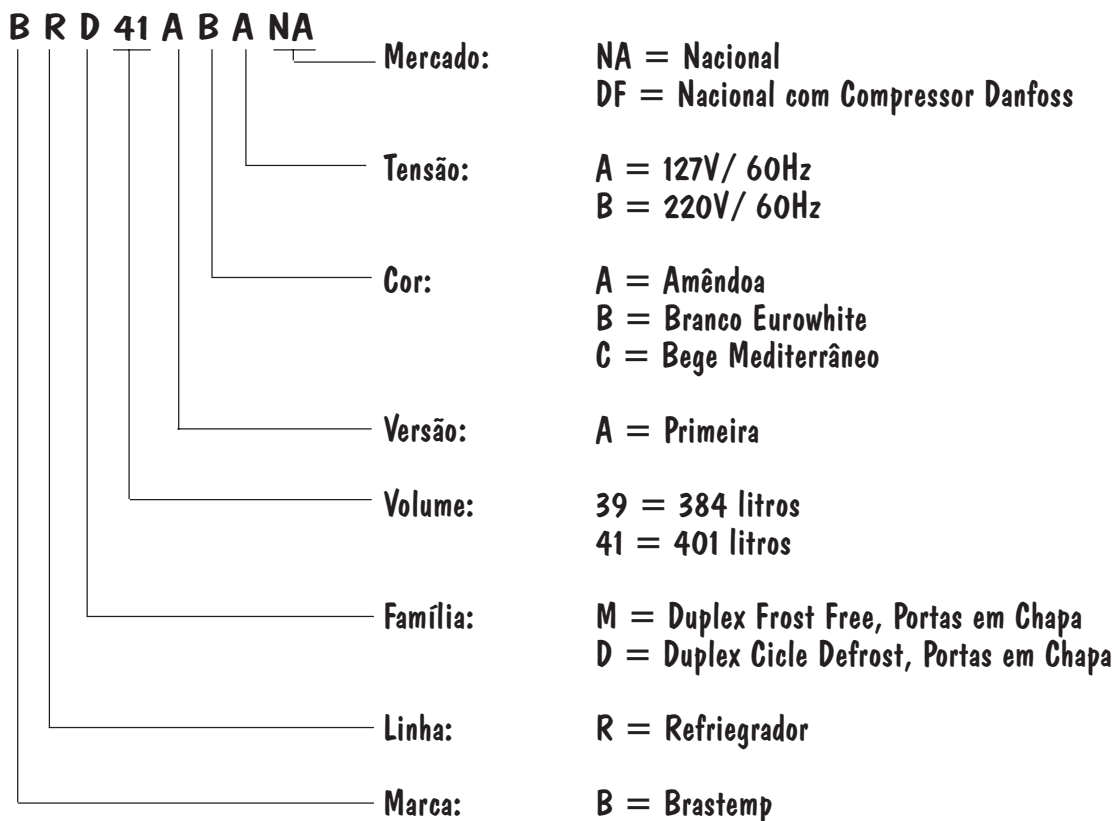 B R D 41 A B A NA
Mercado: NA = Nacional
DF = Nacional com Compressor Danfoss
Tensão: A = 127V/ 60Hz
B = 220V/ 60Hz
Cor: A = Amêndoa
B = Branco Eurowhite
C = Bege Mediterrâneo
Versão: A = Primeira
Volume: 39 = 384 litros
41 = 401 litros
Família: M = Duplex Frost Free, Portas em Chapa
D = Duplex Cicle Defrost, Portas em Chapa
Linha: R = Refriegrador
Marca: B = Brastemp